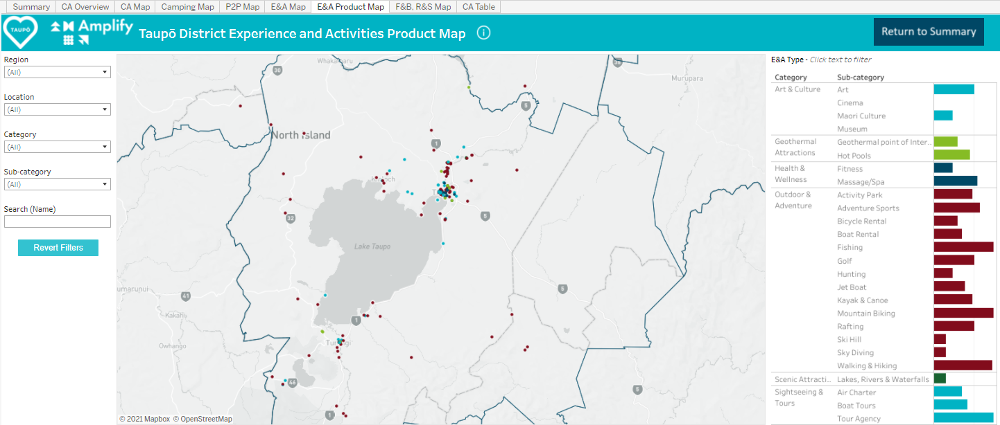 Summary
CA Overview
CA Map
Camping Map
P2P Map
E&A Map
E&A Product Map
F&B, R&S Map
CA Table
TAUPŌ
Amplify
Taupō District Experience and Activities Product Map
i
Return to Summary
Region
(All)
Location
(All)
Category
(All)
Sub-category
(All)
Search (Name)
Revert Filters
Whakamaru
30
Murupara
5
North Island
1
Kinloch
32
5
Lake Taupo
umarunui
41
5
Kakahi
1
Owhango
Turangi
46
5
1
© 2021 Mapbox © OpenStreetMap
E&A Type - Click text to filter
Category Sub-category
Art & Culture Art
Cinema
Maori Culture
Museum
Geothermal Attractions Geothermal point of Inter..
Hot Pools
Health & Wellness Fitness
Massage/Spa
Outdoor & Adventure Activity Park
Adventure Sports
Bicycle Rental
Boat Rental
Fishing
Golf
Hunting
Jet Boat
Kayak & Canoe
Mountain Biking
Rafting
Ski Hill
Sky Diving
Walking & Hiking
Scenic Attracti.. Lakes, Rivers & Waterfalls
Sightseeing & Tours Air Charter
Boat Tours
Tour Agency